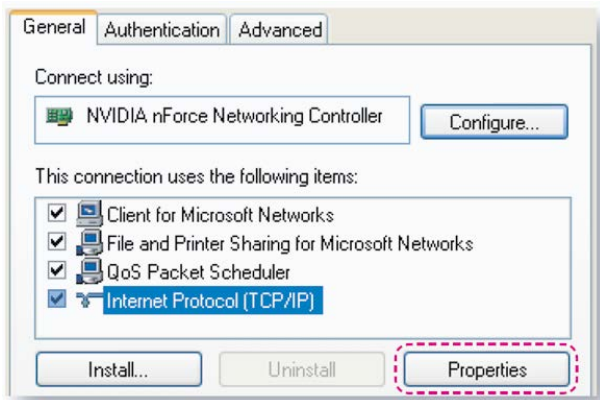 General Authentication Advanced
Connect using:
NVIDIA nForce Networking Controller Configure...
This connection uses the following items:
Client for Microsoft Networks
File and Printer Sharing for Microsoft Networks
QoS Packet Scheduler
Internet Protocol (TCP/IP)
Install... Uninstall Properties